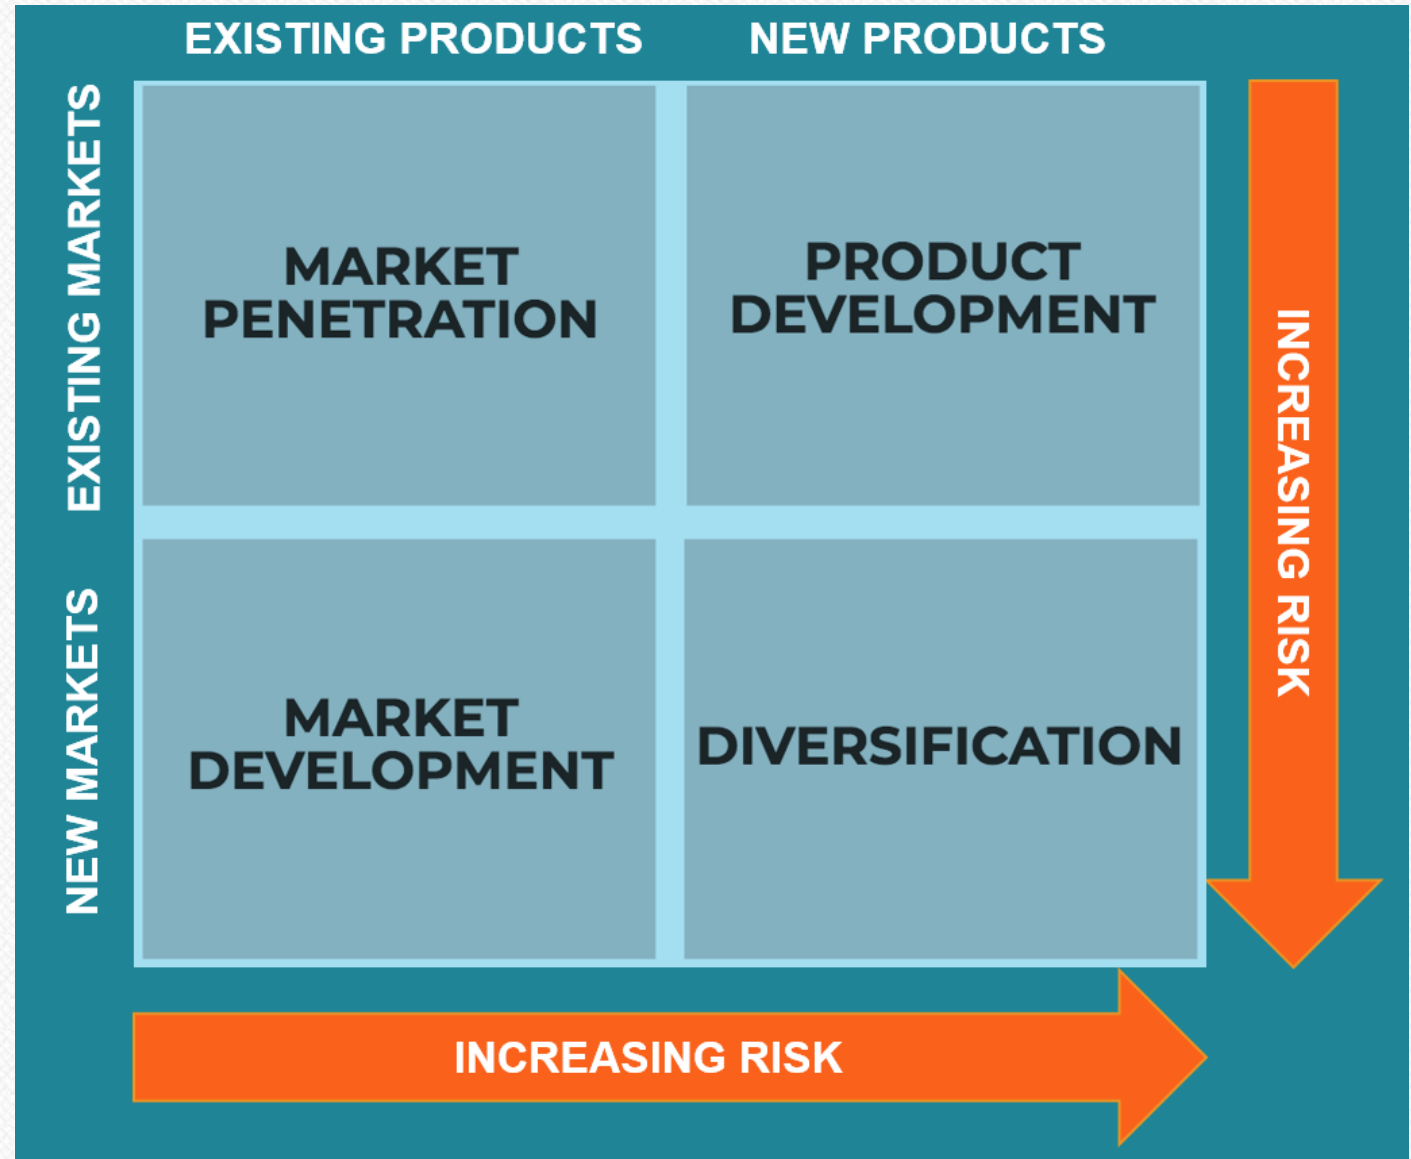 EXISTING PRODUCTS
NEW PRODUCTS
EXISTING MARKETS
MARKET
PENETRATION
PRODUCT
DEVELOPMENT
NEW MARKETS
MARKET
DEVELOPMENT
DIVERSIFICATION
INCREASING RISK
INCREASING RISK